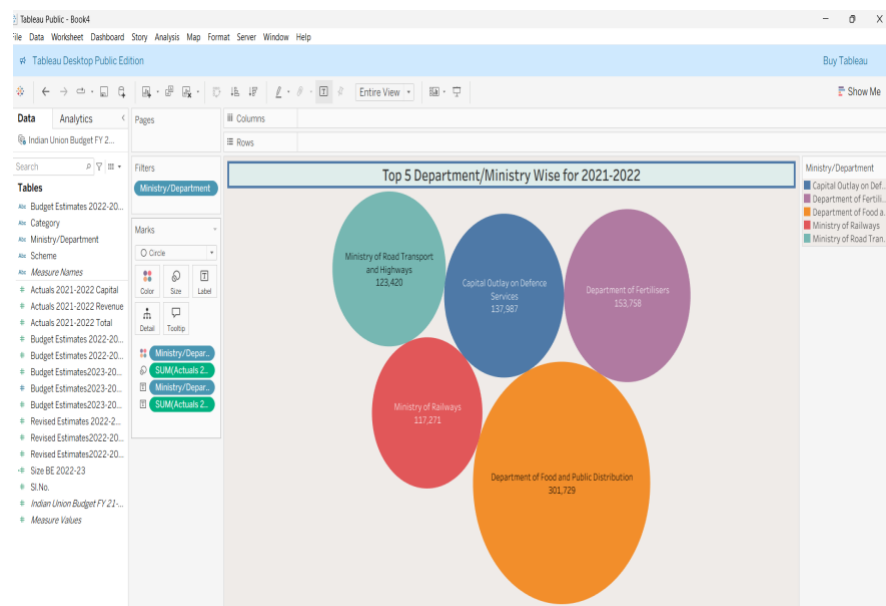 Tableau Public - Book4
File Data Worksheet Dashboard Story Analysis Map Format Server Window Help
Tableau Desktop Public Edition
Buy Tableau
Entire View
Show Me
Data Analytics
Indian Union Budget FY 2...
Search
Tables
Abc Budget Estimates 2022-20...
Abc Category
Abc Ministry/Department
Abc Scheme
Abc Measure Names
# Actuals 2021-2022 Capital
# Actuals 2021-2022 Revenue
# Actuals 2021-2022 Total
# Budget Estimates 2022-20...
# Budget Estimates 2022-20...
# Budget Estimates2023-20...
# Budget Estimates2023-20...
# Budget Estimates2023-20...
# Revised Estimates 2022-2...
# Revised Estimates2022-20...
# Revised Estimates2022-20...
# Size BE 2022-23
# Sl.No.
# Indian Union Budget FY 21-...
# Measure Values
Pages
Filters
Ministry/Department
Marks
Circle
Color Size Label
Detail Tooltip
Ministry/Depar..
SUM(Actuals 2..
Ministry/Depar..
SUM(Actuals 2..
Columns
Rows
Top 5 Department/Ministry Wise for 2021-2022
Ministry of Road Transport
and Highways
123,420
Capital Outlay on Defence
Services
137,987
Department of Fertilisers
153,758
Ministry of Railways
117,271
Department of Food and Public Distribution
301,729
Ministry/Department
Capital Outlay on Def..
Department of Fertili..
Department of Food a..
Ministry of Railways
Ministry of Road Tran..